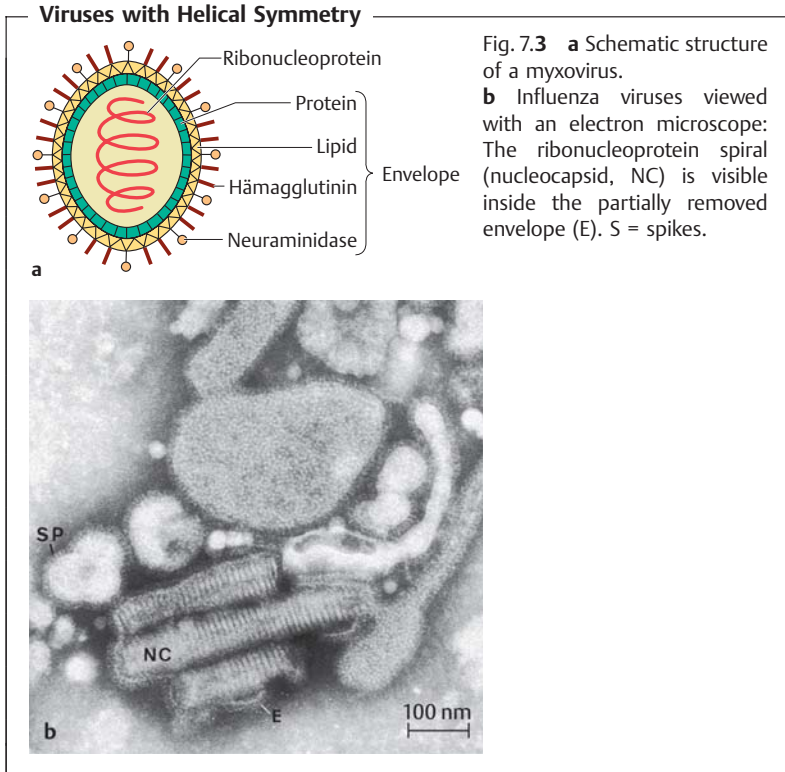 Viruses with Helical Symmetry
Ribonucleoprotein
Protein
Lipid
Envelope
Hämagglutinin
Neuraminidase
a
Fig. 7.3 a Schematic structure
of a myxovirus.
b Influenza viruses viewed
with an electron microscope:
The ribonucleoprotein spiral
(nucleocapsid, NC) is visible
inside the partially removed
envelope (E). S = spikes.
SP
NC
E
100 nm
b